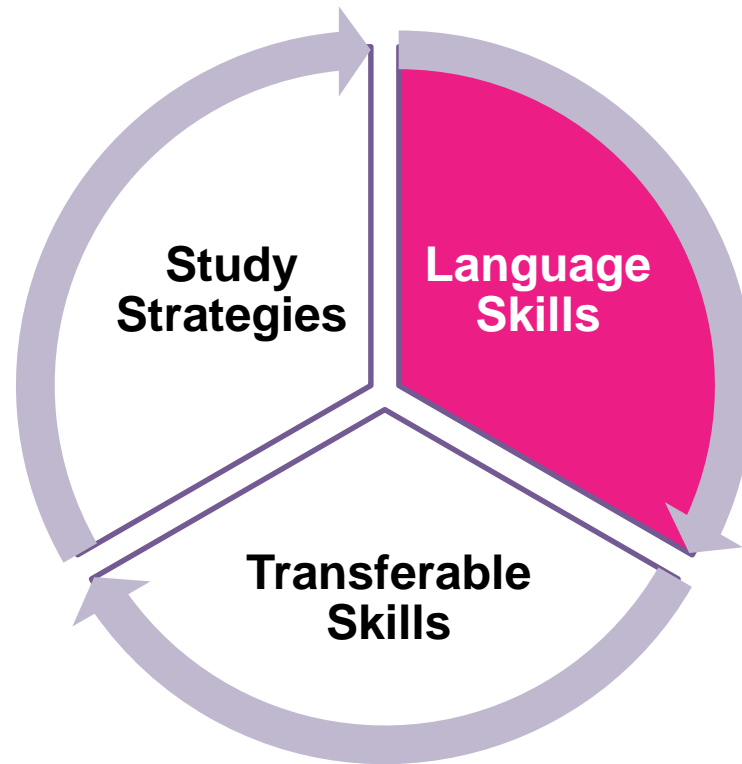 Study
Strategies
Language
Skills
Transferable
Skills